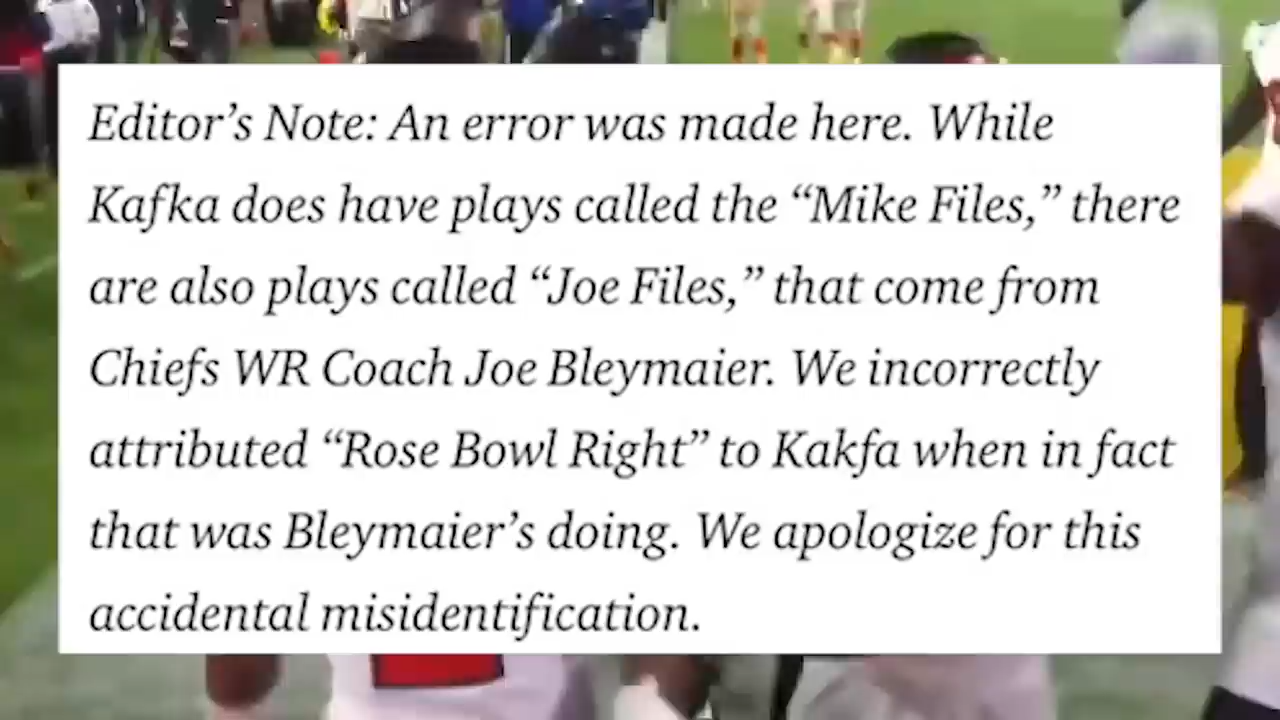 Editor’s Note: An error was made here. While
Kafka does have plays called the “Mike Files,” there
are also plays called “Joe Files,” that come from
Chiefs WR Coach Joe Bleymaier. We incorrectly
attributed “Rose Bowl Right” to Kakfa when in fact
that was Bleymaier’s doing. We apologize for this
accidental misidentification.